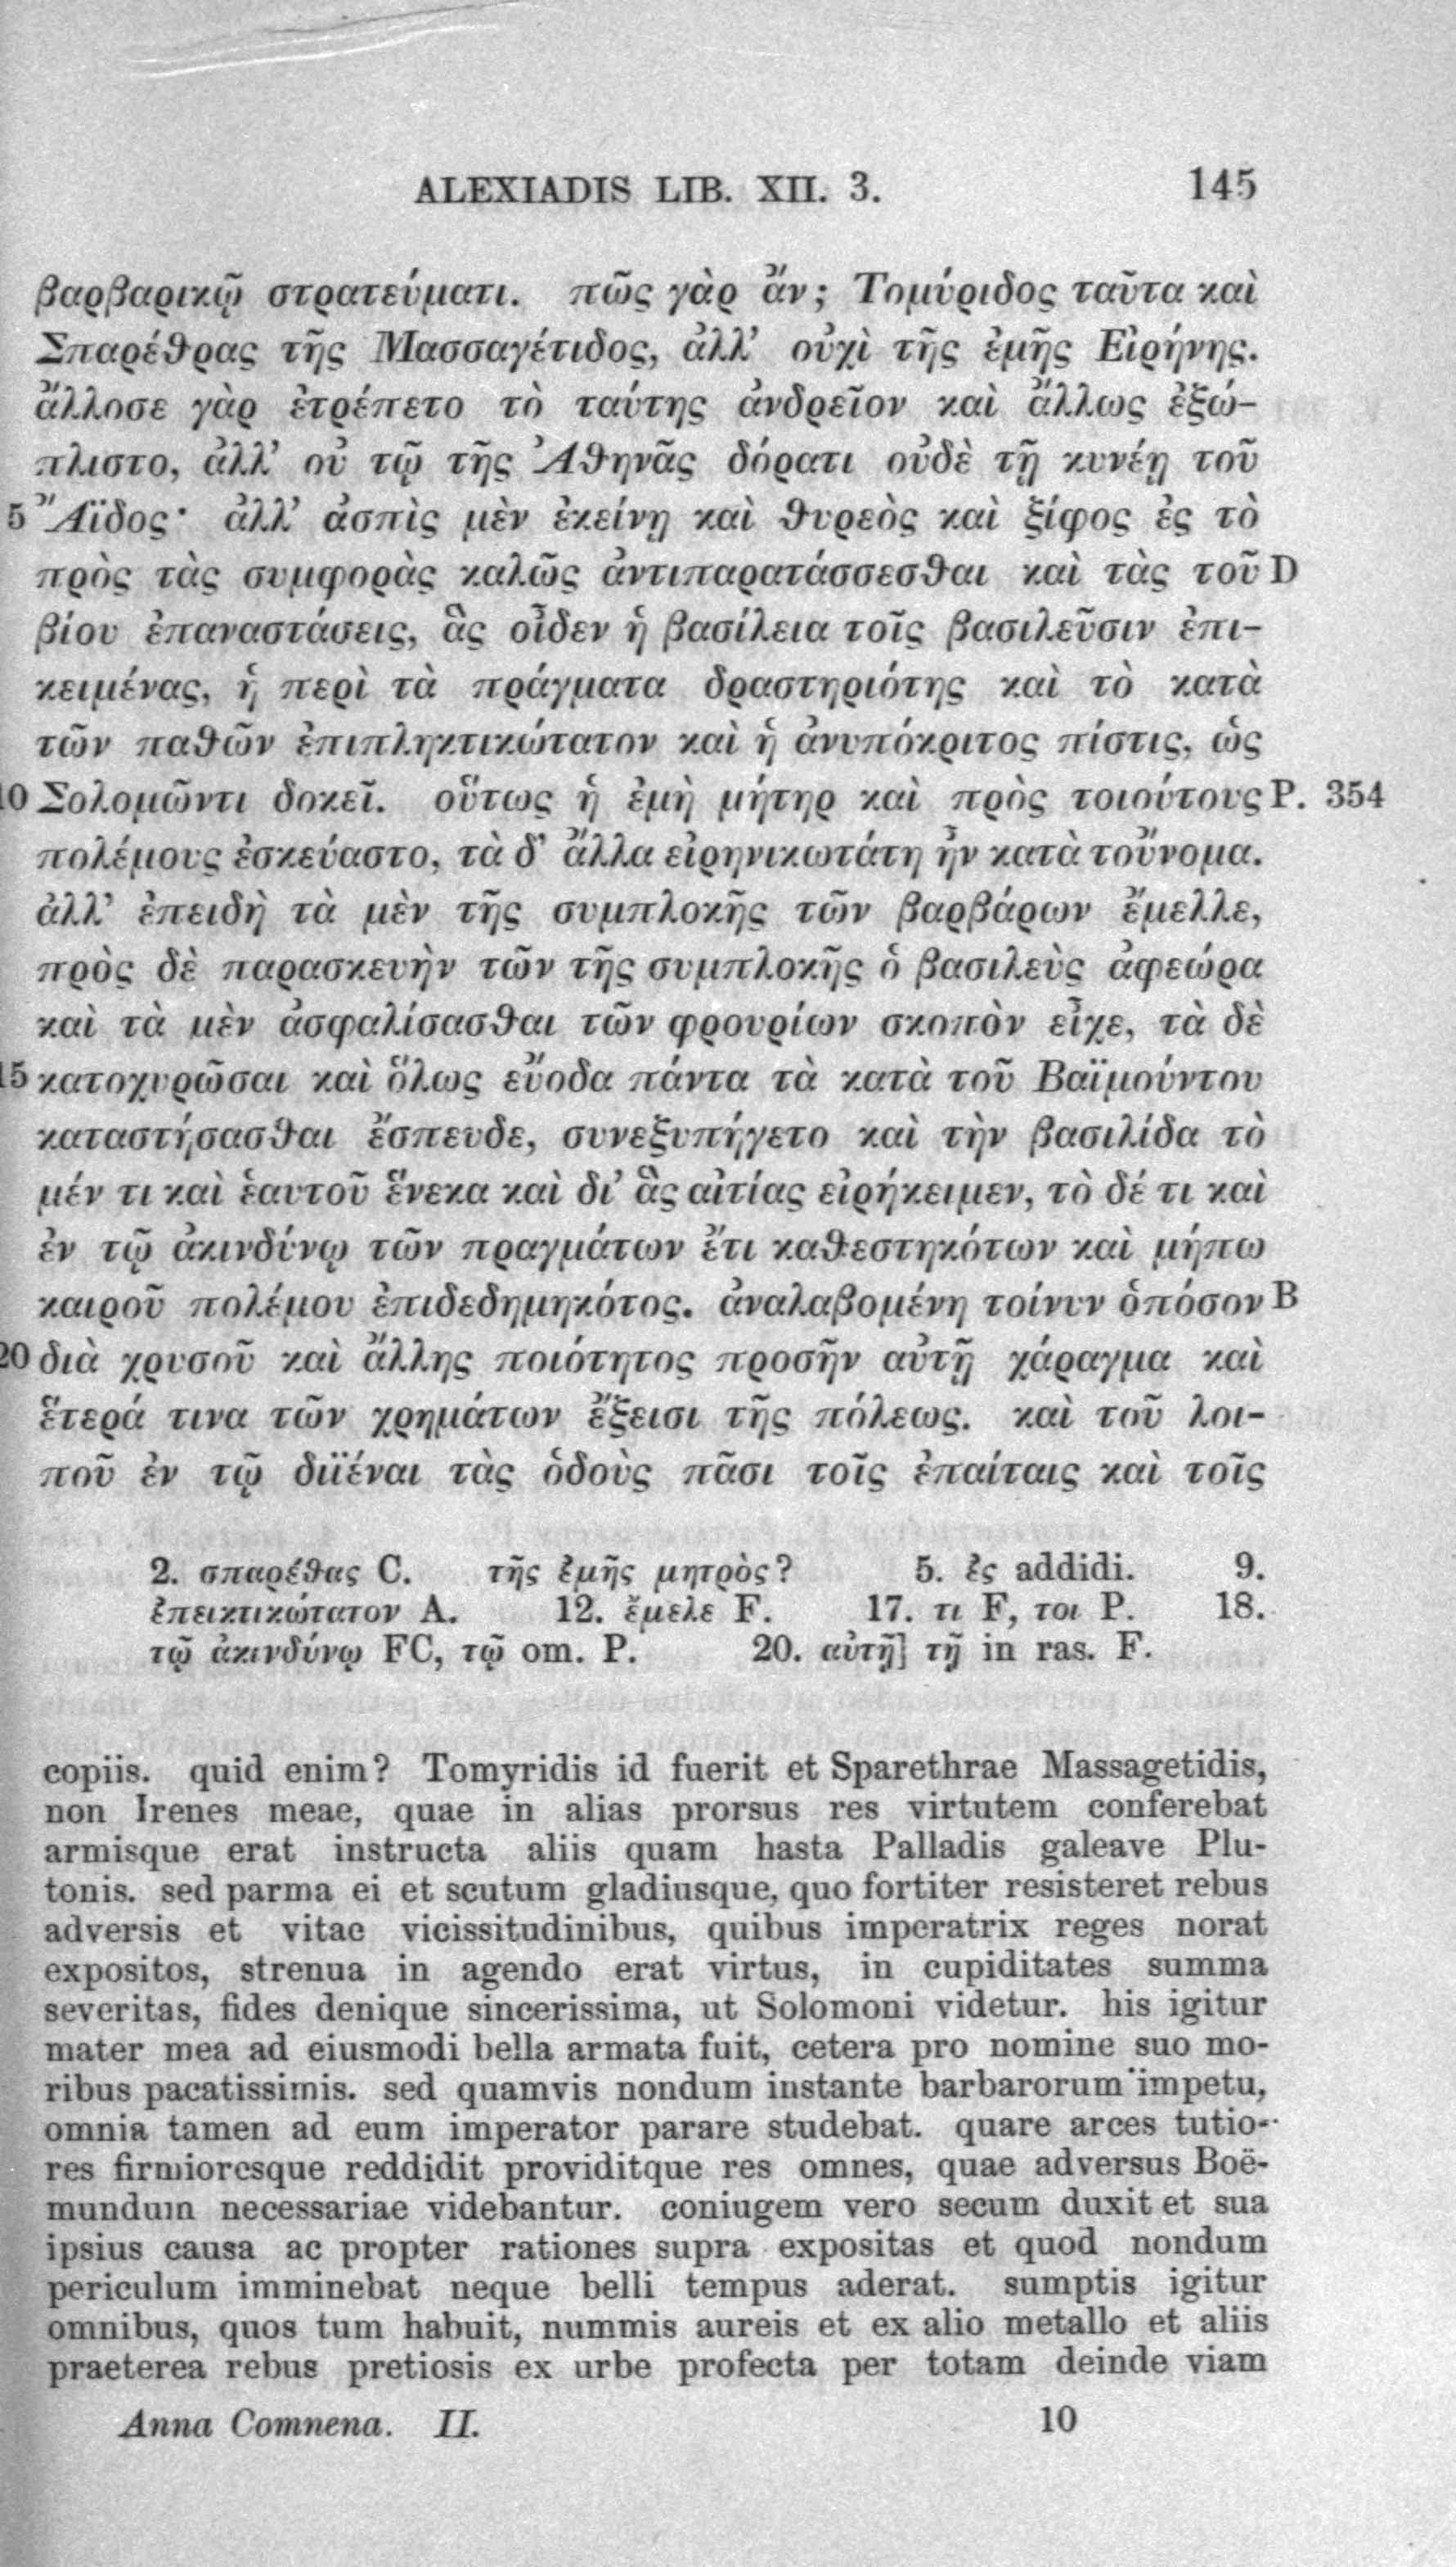 ALEXIADIS LIB. XII. 3. 145
βαρβαρικῷ στρατεύματι. πῶς γὰρ ἄν; Τομύριδος ταῦτα καὶ
Σπαρέθρας τῆς Μασσαγέτιδος, ἀλλ’ οὐχὶ τῆς ἐμῆς Εἰρήνης.
ἄλλοσε γὰρ ἐτρέπετο τὸ ταύτης ἀνδρεῖον καὶ ἄλλως ἐξώ-
πλιστο, ἀλλ’ οὐ τῷ τῆς Ἀθηνᾶς δόρατι οὐδὲ τῇ κυνέῃ τοῦ
5 Ἄϊδος· ἀλλ’ ἀσπὶς μὲν ἐκείνῃ καὶ θυρεὸς καὶ ξίφος ἐς τὸ
πρὸς τὰς συμφορὰς καλῶς ἀντιπαρατάσσεσθαι καὶ τὰς τοῦ D
βίου ἐπαναστάσεις, ἃς οἶδεν ἡ βασίλεια τοῖς βασιλεῦσιν ἐπι-
κειμένας, ἡ περὶ τὰ πράγματα δραστηριότης καὶ τὸ κατὰ
τῶν παθῶν ἐπιπληκτικώτατον καὶ ἡ ἀνυπόκριτος πίστις, ὡς
10 Σολομῶντι δοκεῖ. οὕτως ἡ ἐμὴ μήτηρ καὶ πρὸς τοιούτους P. 354
πολέμους ἐσκεύαστο, τὰ δ’ ἄλλα εἰρηνικωτάτη ἦν κατὰ τοὔνομα.
ἀλλ’ ἐπειδὴ τὰ μὲν τῆς συμπλοκῆς τῶν βαρβάρων ἔμελλε,
πρὸς δὲ παρασκευὴν τῶν τῆς συμπλοκῆς ὁ βασιλεὺς ἀφεώρα
καὶ τὰ μὲν ἀσφαλίσασθαι τῶν φρουρίων σκοπὸν εἶχε, τὰ δὲ
15 κατοχυρῶσαι καὶ ὅλως εὔοδα πάντα τὰ κατὰ τοῦ Βαϊμούντου
καταστήσασθαι ἔσπευδε, συνεξυπήγετο καὶ τὴν βασιλίδα τὸ
μέν τι καὶ ἑαυτοῦ ἕνεκα καὶ δι’ ἃς αἰτίας εἰρήκειμεν, τὸ δέ τι καὶ
ἐν τῷ ἀκινδύνῳ τῶν πραγμάτων ἔτι καθεστηκότων καὶ μήπω
καιροῦ πολέμου ἐπιδεδημηκότος. ἀναλαβομένη τοίνυν ὁπόσον B
20 διὰ χρυσοῦ καὶ ἄλλης ποιότητος προσῆν αὐτῇ χάραγμα καὶ
ἕτερά τινα τῶν χρημάτων ἔξεισι τῆς πόλεως. καὶ τοῦ λοι-
ποῦ ἐν τῷ διϊέναι τὰς ὁδοὺς πᾶσι τοῖς ἐπαίταις καὶ τοῖς
2. σπαρέθας C. τῆς ἐμῆς μητρὸς? 5. ἐς addidi. 9.
ἐπεικτικώτατον A. 12. ἔμελε F. 17. τι F, τοι P. 18.
τῷ ἀκινδύνῳ FC, τῷ om. P. 20. αὐτῇ] τῇ in ras. F.
copiis. quid enim? Tomyridis id fuerit et Sparethrae Massagetidis,
non Irenes meae, quae in alias prorsus res virtutem conferebat
armisque erat instructa aliis quam hasta Palladis galeave Plu-
tonis. sed parma ei et scutum gladiusque, quo fortiter resisteret rebus
adversis et vitae vicissitudinibus, quibus imperatrix reges norat
expositos, strenua in agendo erat virtus, in cupiditates summa
severitas, fides denique sincerissima, ut Solomoni videtur. his igitur
mater mea ad eiusmodi bella armata fuit, cetera pro nomine suo mo-
ribus pacatissimis. sed quamvis nondum instante barbarorum impetu,
omnia tamen ad eum imperator parare studebat. quare arces tutio-
res firmioresque reddidit providitque res omnes, quae adversus Boë-
mundum necessariae videbantur. coniugem vero secum duxit et sua
ipsius causa ac propter rationes supra expositas et quod nondum
periculum imminebat neque belli tempus aderat. sumptis igitur
omnibus, quos tum habuit, nummis aureis et ex alio metallo et aliis
praeterea rebus pretiosis ex urbe profecta per totam deinde viam
Anna Comnena. II. 10